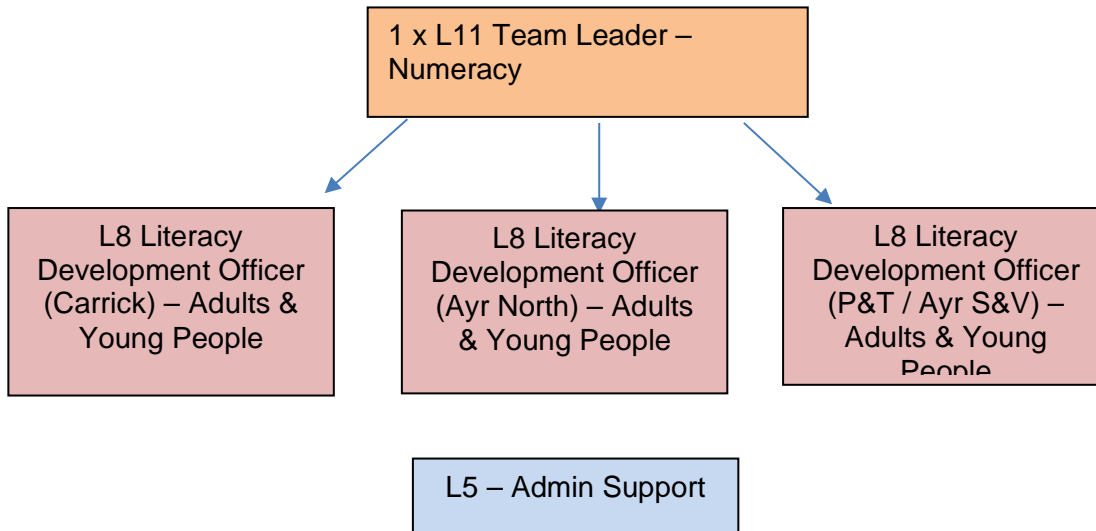 1 x L11 Team Leader –
Numeracy
L8 Literacy
Development Officer
(Carrick) – Adults &
Young People
L8 Literacy
Development Officer
(Ayr North) – Adults
& Young People
L8 Literacy
Development Officer
(P&T / Ayr S&V) –
Adults & Young
People
L5 – Admin Support